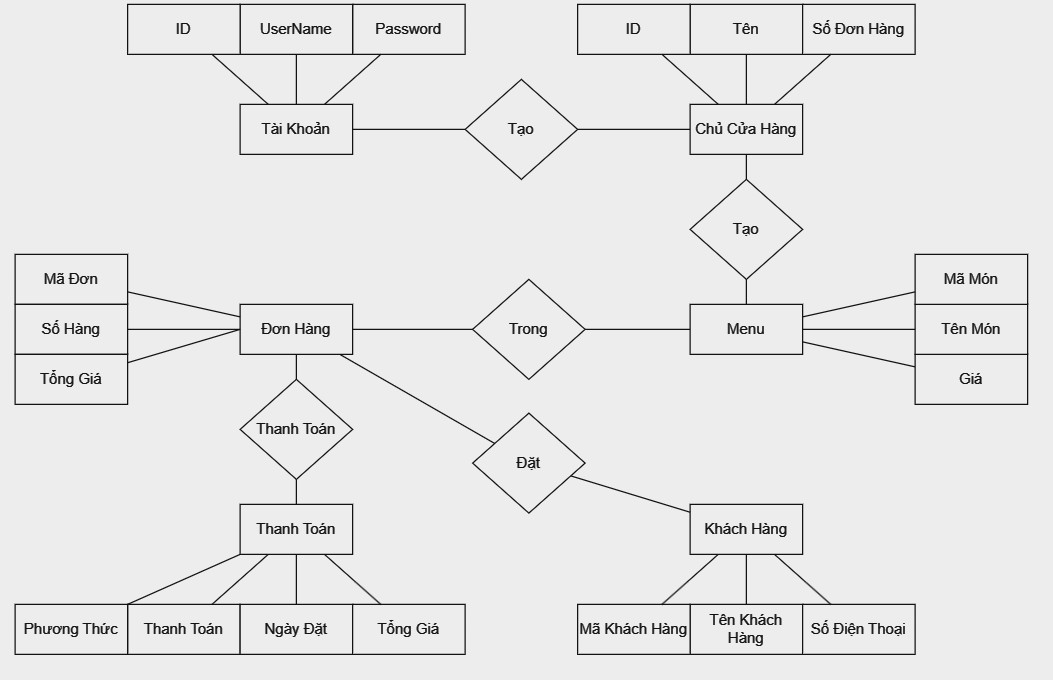 ID
UserName
Password
ID
Tên
Số Đơn Hàng
Tài Khoản
Tạo
Chủ Cửa Hàng
Tạo
Mã Đơn
Số Hàng
Tổng Giá
Đơn Hàng
Trong
Menu
Mã Món
Tên Món
Giá
Thanh Toán
Đặt
Thanh Toán
Khách Hàng
Phương Thức
Thanh Toán
Ngày Đặt
Tổng Giá
Mã Khách Hàng
Tên Khách
Hàng
Số Điện Thoại